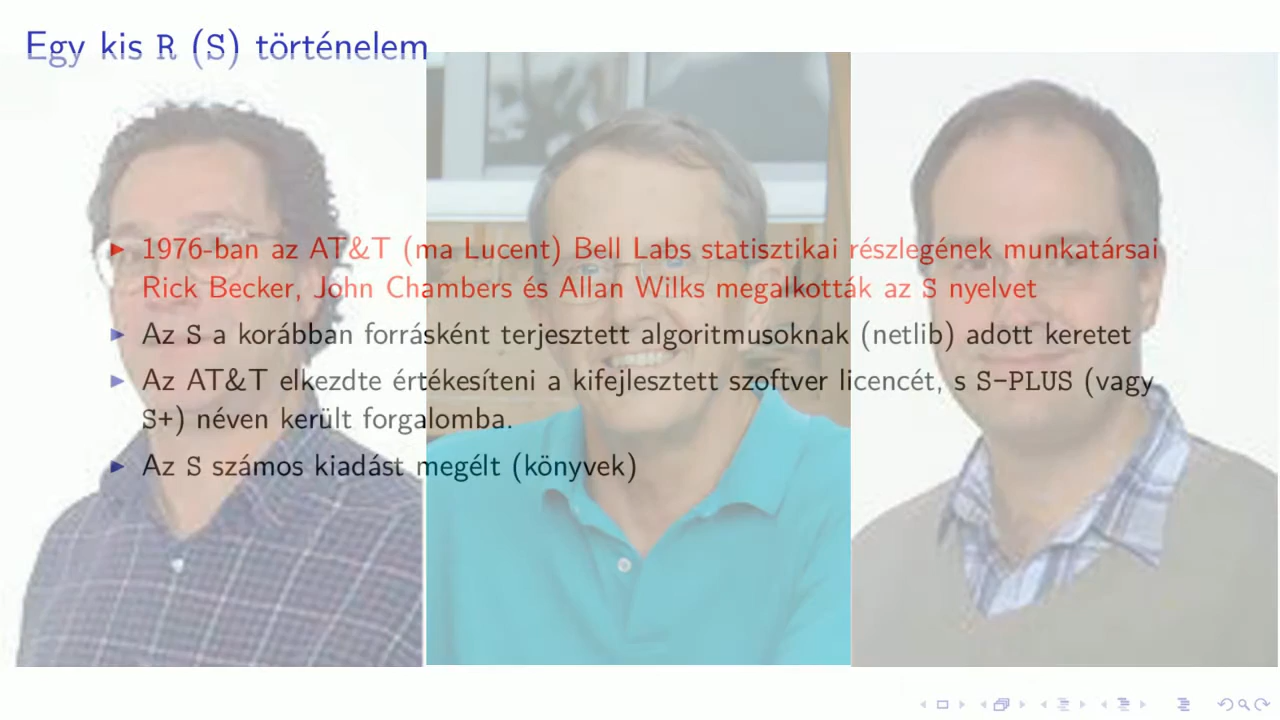 Egy kis R (S) történelem
1976-ban az AT&T (ma Lucent) Bell Labs statisztikai részlegének munkatársai
Rick Becker, John Chambers és Allan Wilks megalkották az S nyelvet
Az S a korábban forrásként terjesztett algoritmusoknak (netlib) adott keretet
Az AT&T elkezdte értékesíteni a kifejlesztett szoftver licencét, s S-PLUS (vagy
S+) néven került forgalomba.
Az S számos kiadást megélt (könyvek)